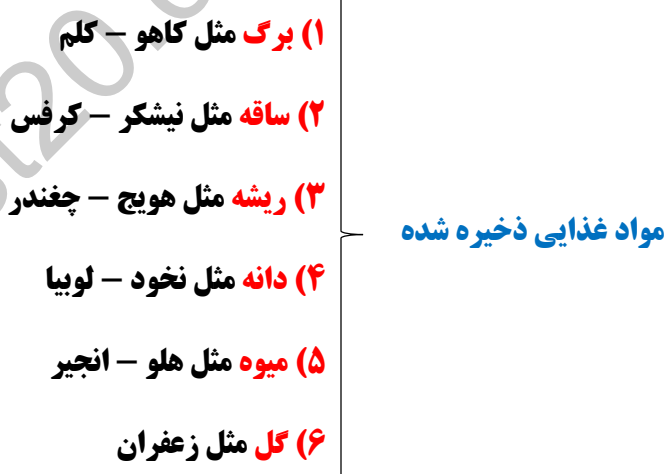 ۱) برگ مثل کاهو – کلم
۲) ساقه مثل نیشکر – کرفس
۳) ریشه مثل هویج – چغندر
مواد غذایی ذخیره شده
۴) دانه مثل نخود – لوبیا
۵) میوه مثل هلو – انجیر
۶) گل مثل زعفران